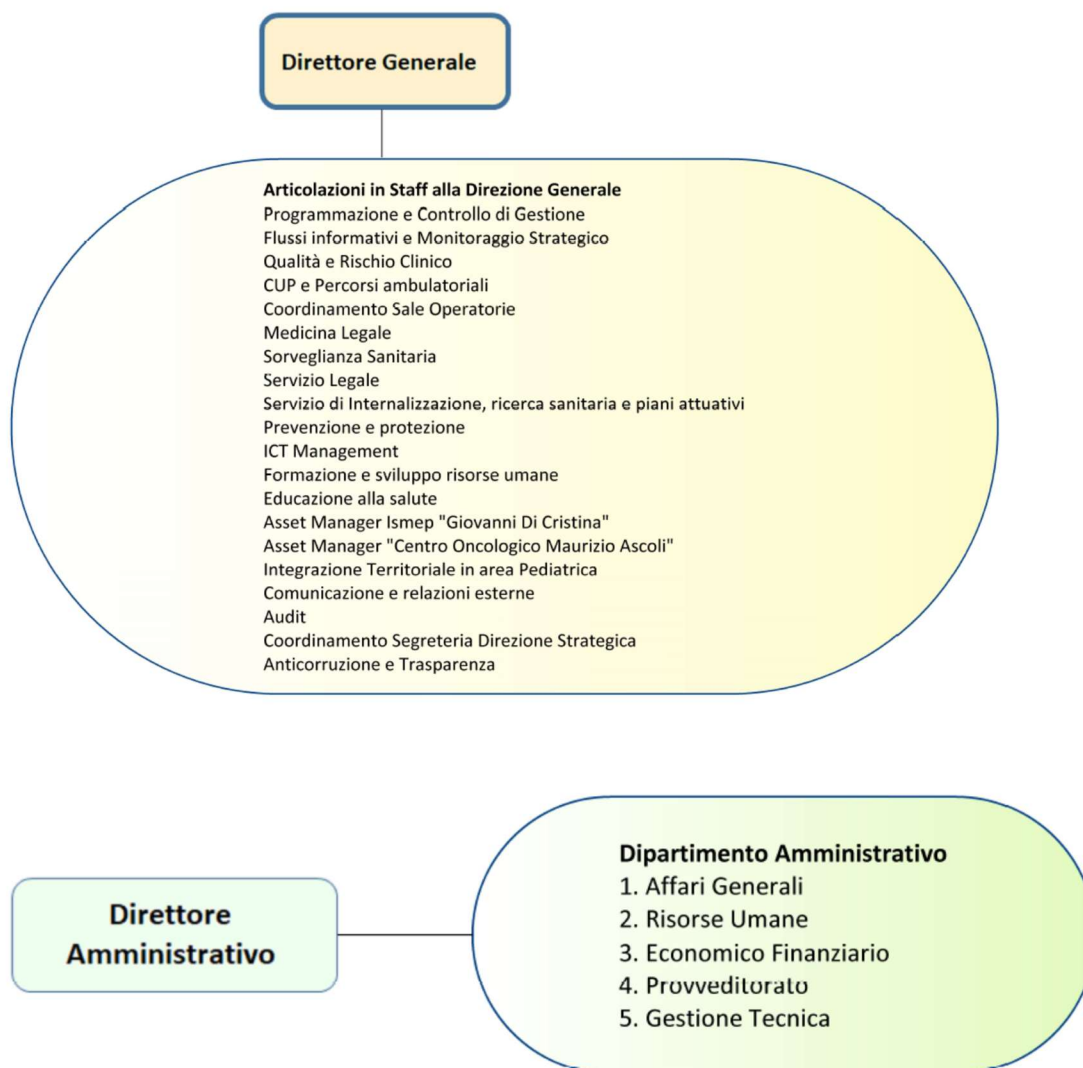 Direttore Generale
Articolazioni in Staff alla Direzione Generale
Programmazione e Controllo di Gestione
Flussi informativi e Monitoraggio Strategico
Qualità e Rischio Clinico
CUP e Percorsi ambulatoriali
Coordinamento Sale Operatorie
Medicina Legale
Sorveglianza Sanitaria
Servizio Legale
Servizio di Internalizzazione, ricerca sanitaria e piani attuativi
Prevenzione e protezione
ICT Management
Formazione e sviluppo risorse umane
Educazione alla salute
Asset Manager Ismep "Giovanni Di Cristina"
Asset Manager "Centro Oncologico Maurizio Ascoli"
Integrazione Territoriale in area Pediatrica
Comunicazione e relazioni esterne
Audit
Coordinamento Segreteria Direzione Strategica
Anticorruzione e Trasparenza
Direttore
Amministrativo
Dipartimento Amministrativo
1. Affari Generali
2. Risorse Umane
3. Economico Finanziario
4. Provveditorato
5. Gestione Tecnica